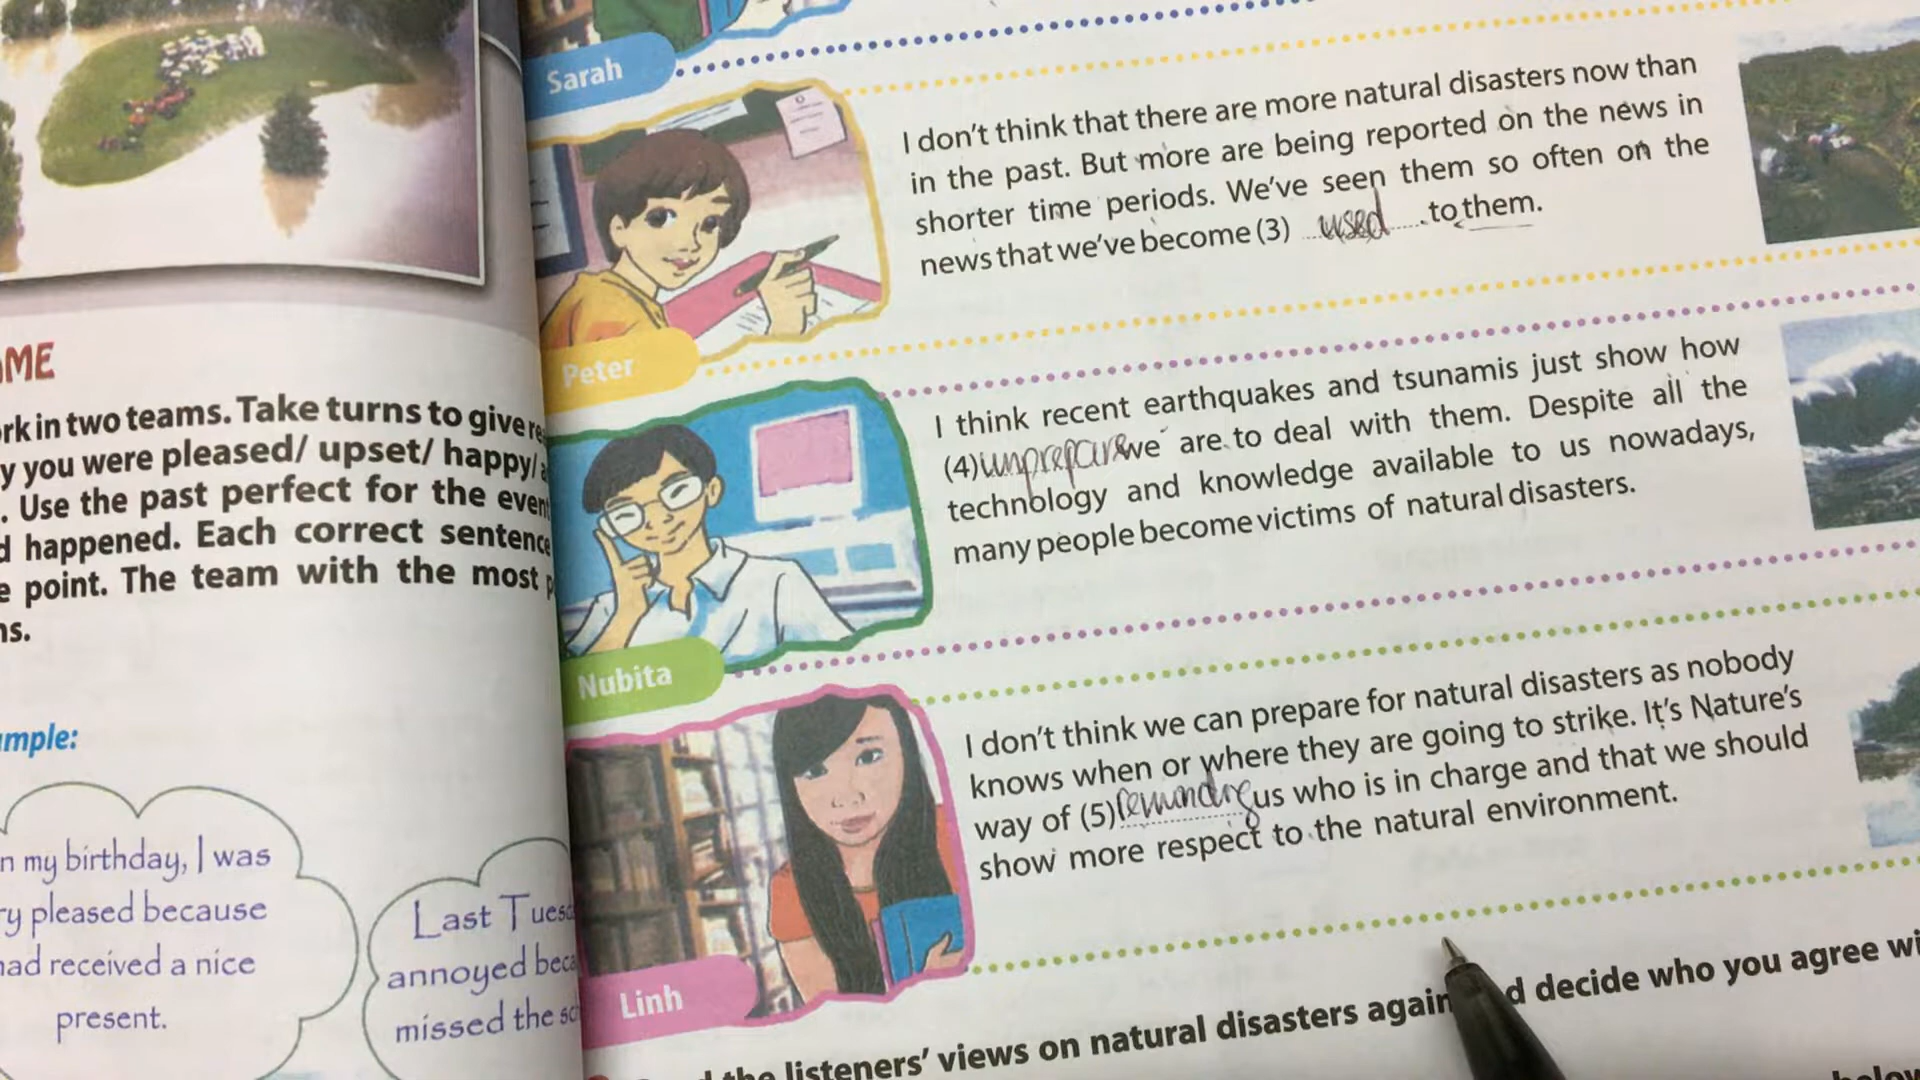 OME
rk in two teams. Take turns to give
y you were pleased/ upset/ happy/
. Use the past perfect for the even
d happened. Each correct sentence
e point. The team with the most
ns.
ample:
n my birthday, I was
ry pleased because
had received a nice
present.
Last Tues
annoyed beca
missed the sc
Sarah
I don't think that there are more natural disasters now than
in the past. But more are being reported on the news in
shorter time periods. We've seen them so often on the
news that we've become (3) used to them.
Peter
I think recent earthquakes and tsunamis just show how
(4) unprepare we are to deal with them. Despite all the
technology and knowledge available to us nowadays,
many people become victims of natural disasters.
Nubita
I don't think we can prepare for natural disasters as nobody
knows when or where they are going to strike. It's Nature's
way of (5) us who is in charge and that we should
show more respect to the natural environment.
Linh
the listeners' views on natural disasters again d decide who you agree wi
below